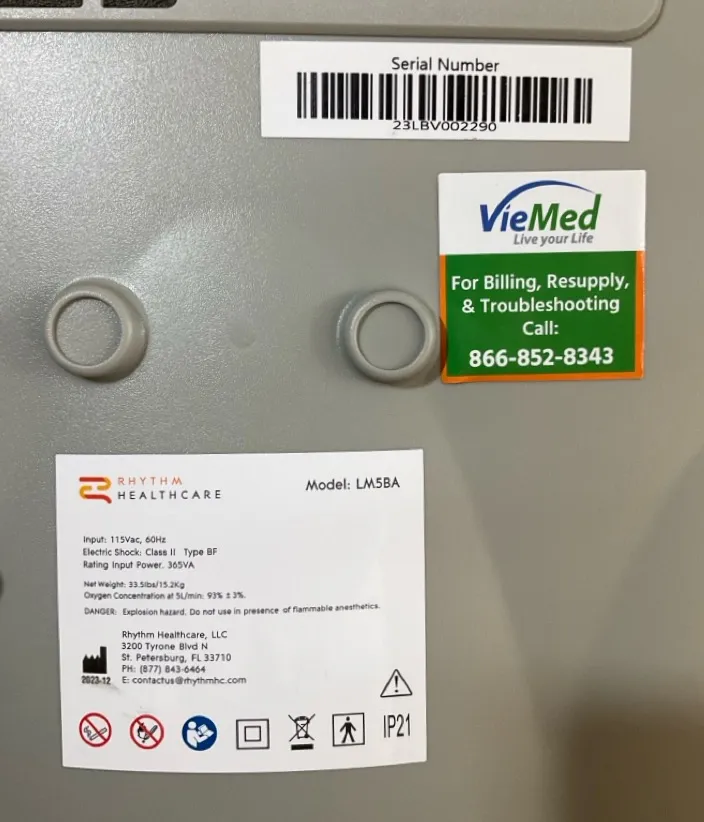 Serial Number
23LBV002290
VieMed
Live your Life
For Billing, Resupply,
& Troubleshooting
Call:
866-852-8343
RHYTHM
HEALTHCARE
Model: LM5BA
Input: 115Vac, 60Hz
Electric Shock: Class II Type BF
Rating Input Power. 365VA
Net Weight: 33.5lbs/15.2Kg
Oxygen Concentration at 5L/min: 93% ±3%.
DANGER: Explosion hazard. Do not use in presence of flammable anesthetics.
Rhythm Healthcare, LLC
3200 Tyrone Blvd N
St. Petersburg, FL 33710
PH: (877) 843-6464
E: contactus@rhythmhc.com
2023-12
IP21